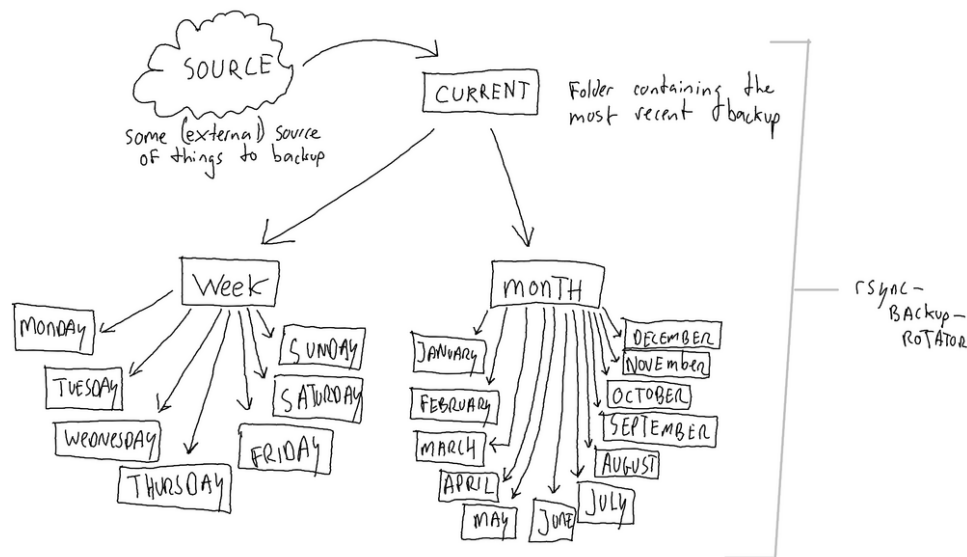 SOURCE
some (external) source
of things to backup
CURRENT
Folder containing the
most recent backup
Week
MONDAY
TUESDAY
WEDNESDAY
THURSDAY
FRIDAY
SATURDAY
SUNDAY
monTH
JANUARY
FEBRUARY
MARCH
APRIL
MAY
JUNE
JULY
AUGUST
SEPTEMBER
OCTOBER
NOVEMBER
DECEMBER
rsync-
BACKUP-
ROTATOR